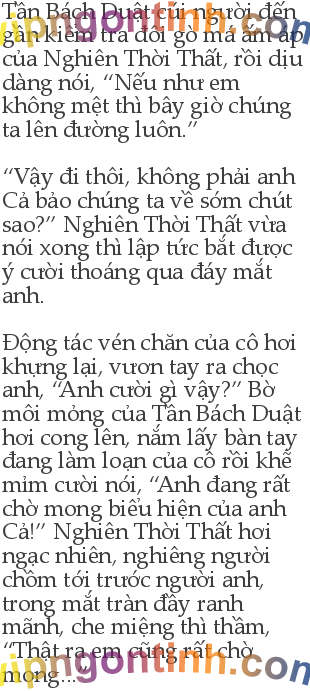 Tần Bách Duật cúi người đến
gần kiểm tra đôi gò má ấm áp
của Nghiên Thời Thất, rồi dịu
dàng nói, “Nếu như em
không mệt thì bây giờ chúng
ta lên đường luôn.”
“Vậy đi thôi, không phải anh
Cả bảo chúng ta về sớm chút
sao?” Nghiên Thời Thất vừa
nói xong thì lập tức bắt được
ý cười thoáng qua đáy mắt
anh.
Động tác vén chăn của cô hơi
khựng lại, vươn tay ra chọc
anh, “Anh cười gì vậy?” Bờ
môi mỏng của Tần Bách Duật
hơi cong lên, nắm lấy bàn tay
đang làm loạn của cô rồi khẽ
mỉm cười nói, “Anh đang rất
chờ mong biểu hiện của anh
Cả!” Nghiên Thời Thất hơi
ngạc nhiên, nghiêng người
chồm tới trước người anh,
trong mắt tràn đầy ranh
mãnh, che miệng thì thầm,
“Thật ra em cũng rất chờ
mong...”
vipngontinh.com